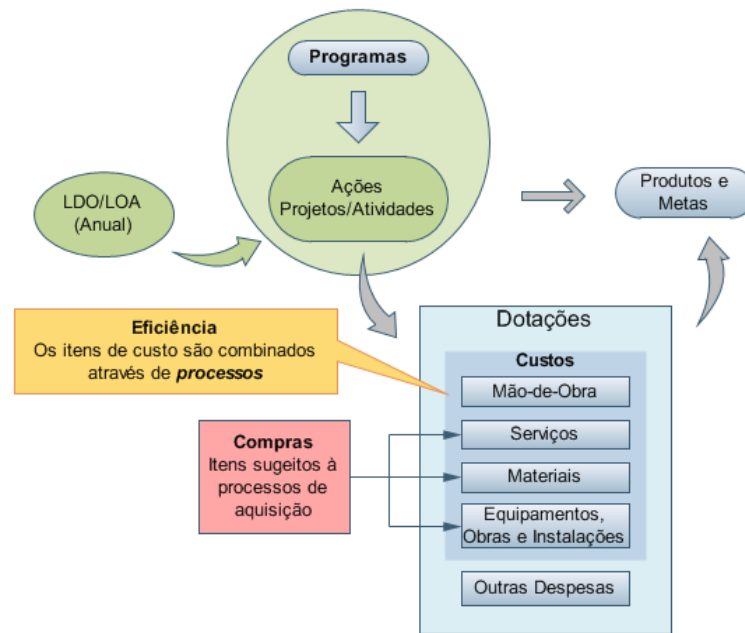 Programas
Ações
Projetos/Atividades
LDO/LOA
(Anual)
Produtos e
Metas
Eficiência
Os itens de custo são combinados
através de processos
Dotações
Custos
Mão-de-Obra
Serviços
Materiais
Equipamentos,
Obras e Instalações
Outras Despesas
Compras
Itens sugeitos à
processos de
aquisição